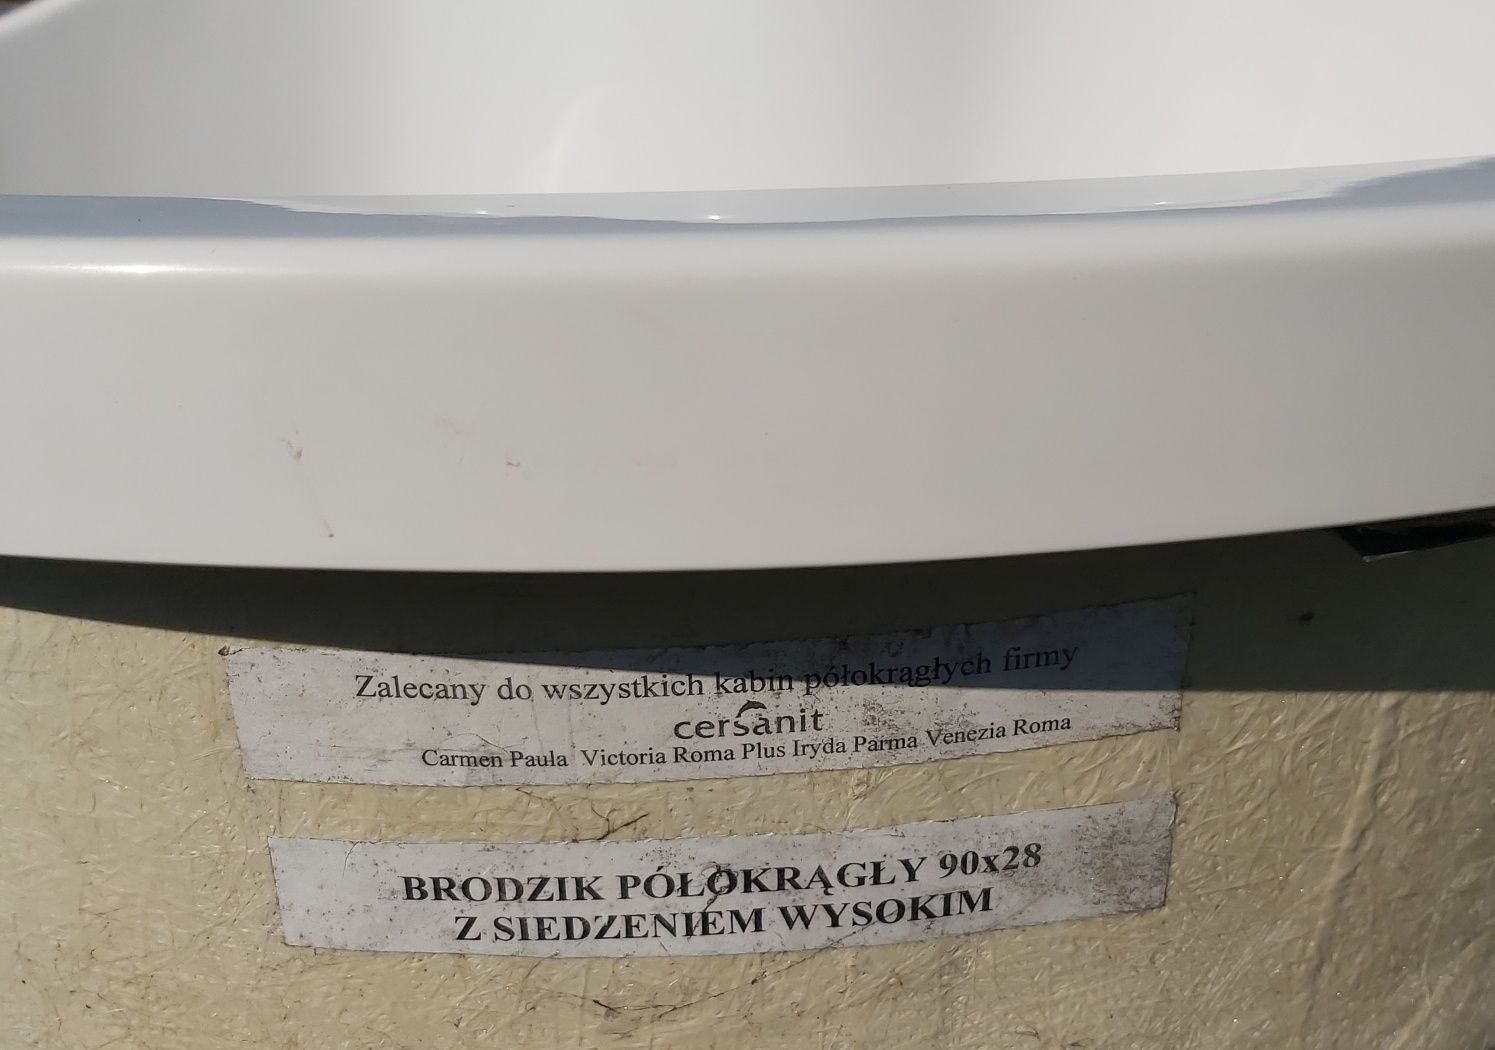 Zalecany do wszystkich kabin półokrągłych firmy
cersanit
Carmen Paula Victoria Roma Plus Iryda Parma Venezia Roma
BRODZIK PÓŁOKRĄGŁY 90x28
Z SIEDZENIEM WYSOKIM